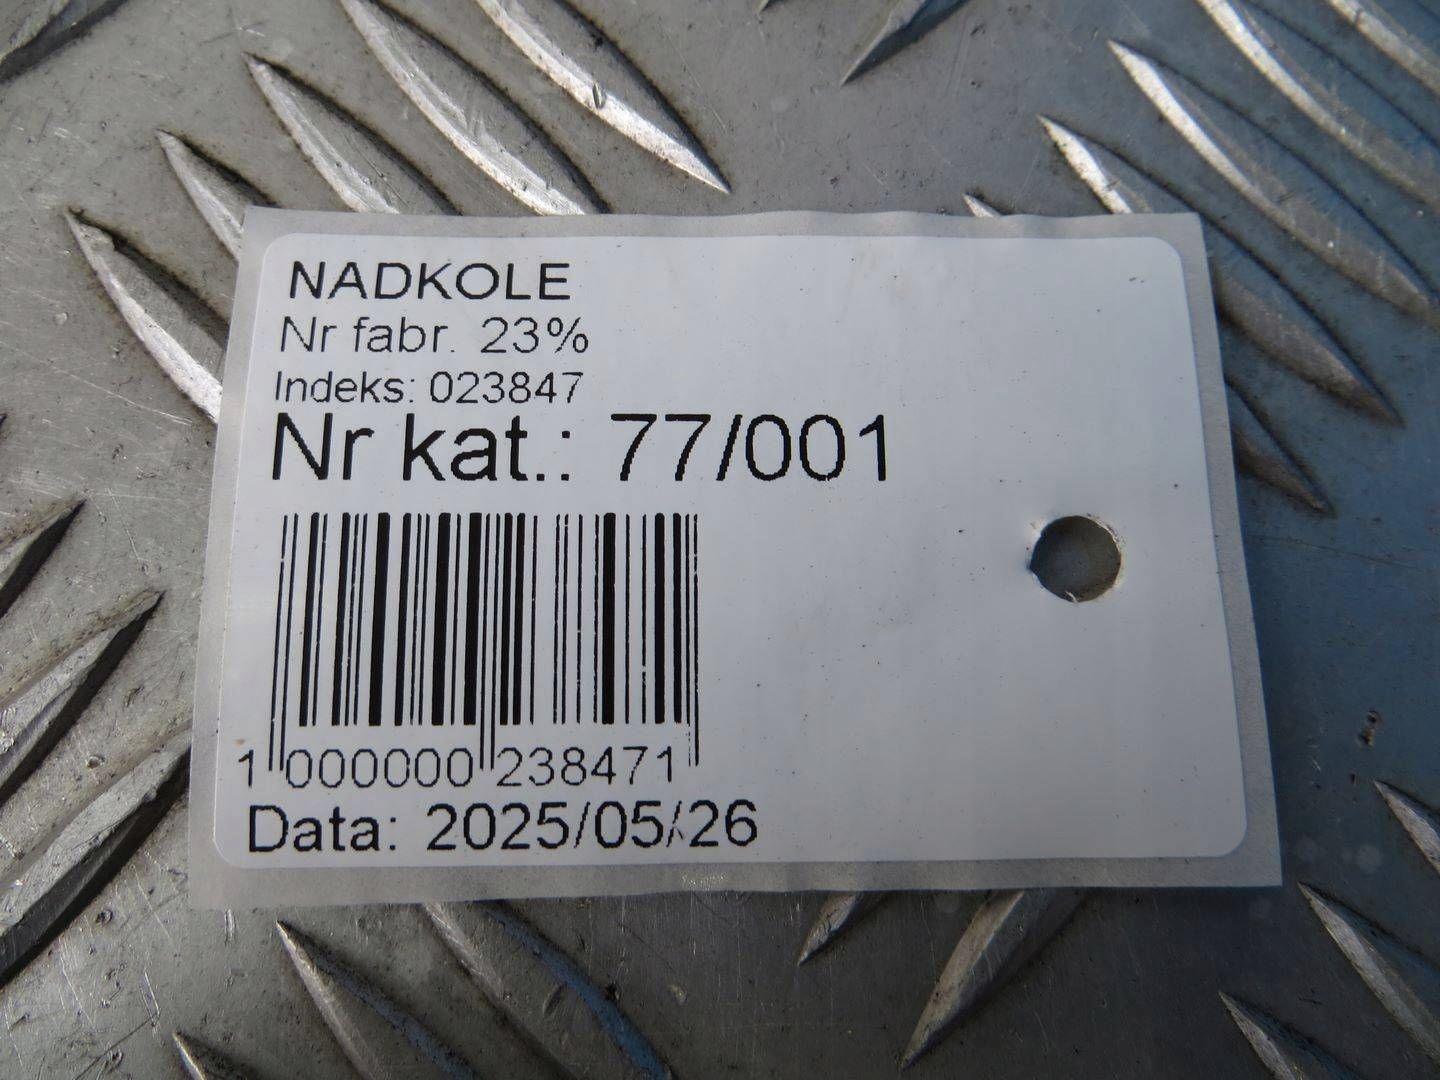 NADKOLE
Nr fabr. 23%
Indeks: 023847
Nr kat.: 77/001
1 000000 238471
Data: 2025/05/26